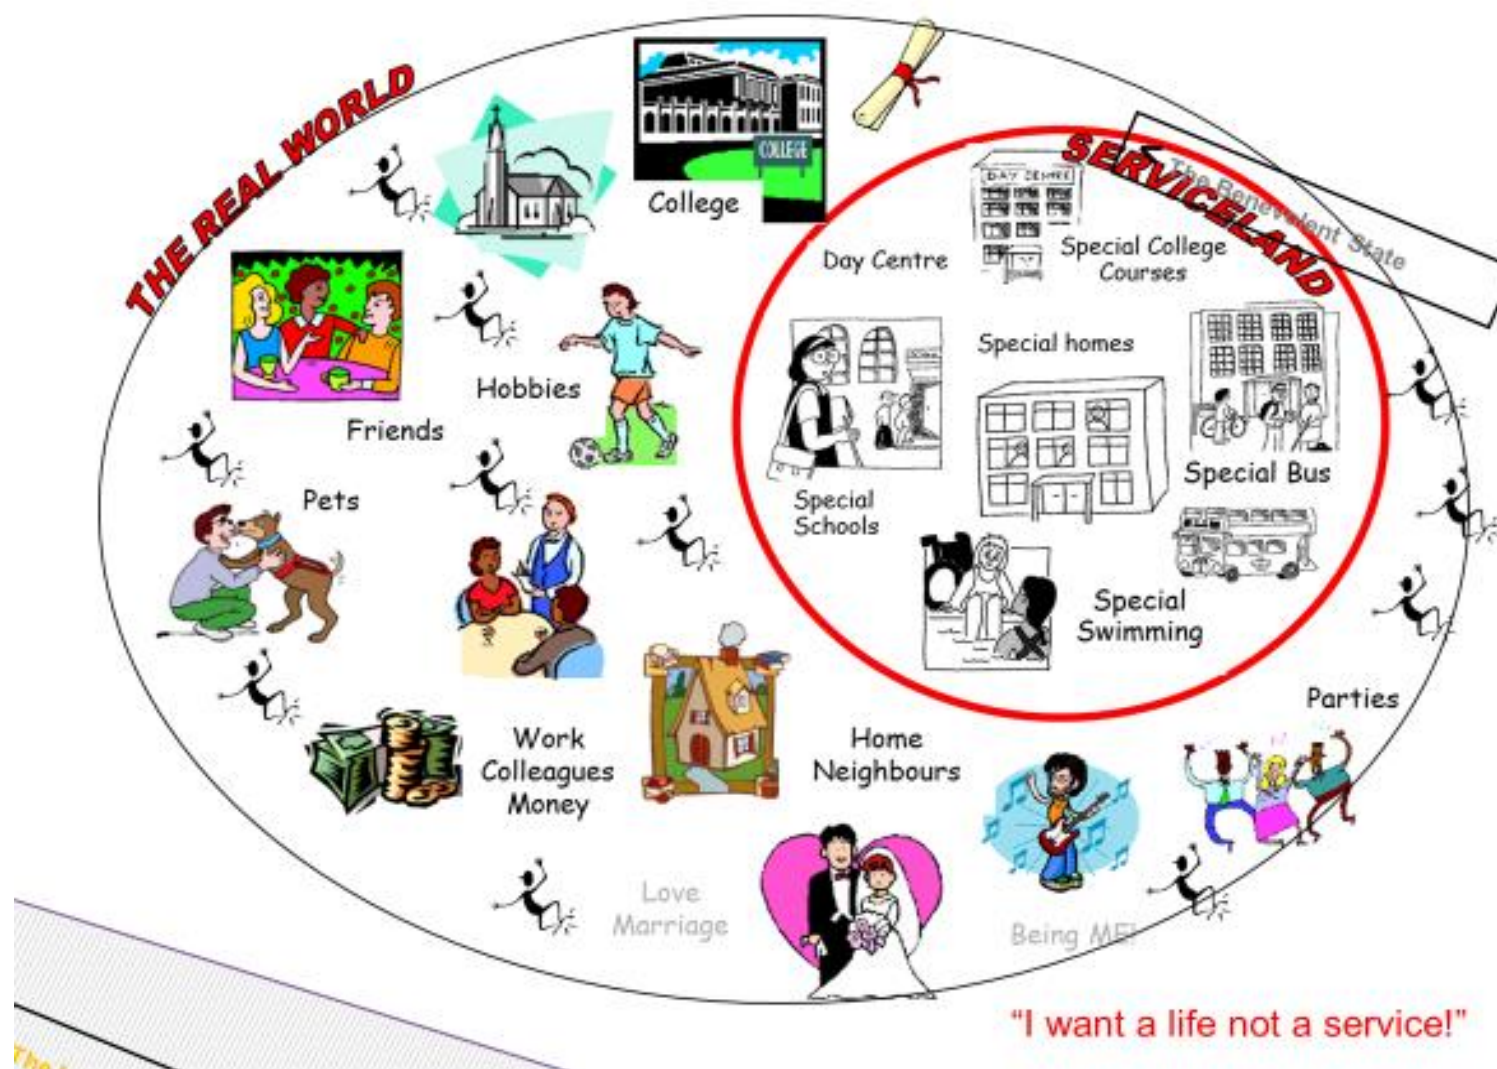 THE REAL WORLD
COLLEGE
College
SERVICELAND
The Benevolent State
DAY CENTRE
Day Centre
Special College
Courses
Special homes
Friends
Hobbies
Pets
Special
Schools
Special Bus
Special
Swimming
Work
Colleagues
Money
Home
Neighbours
Parties
Love
Marriage
Being ME!
"I want a life not a service!"
The